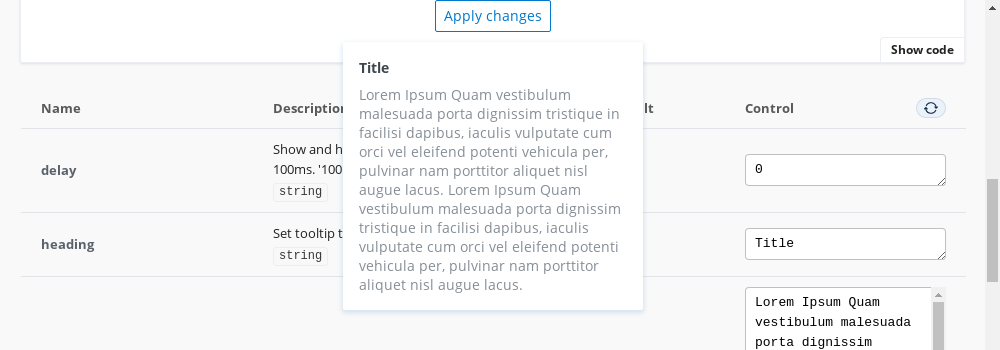 Apply changes
Show code
Title
Lorem Ipsum Quam vestibulum
malesuada porta dignissim tristique in
facilisi dapibus, iaculis vulputate cum
orci vel eleifend potenti vehicula per,
pulvinar nam porttitor aliquet nisl
augue lacus. Lorem Ipsum Quam
vestibulum malesuada porta dignissim
tristique in facilisi dapibus, iaculis
vulputate cum orci vel eleifend potenti
vehicula per, pulvinar nam porttitor
aliquet nisl augue lacus.
Name Description Control
delay
Show and
100ms. '100
string
0
heading
Set tooltip
string
Title
Lorem Ipsum Quam
vestibulum malesuada
porta dignissim